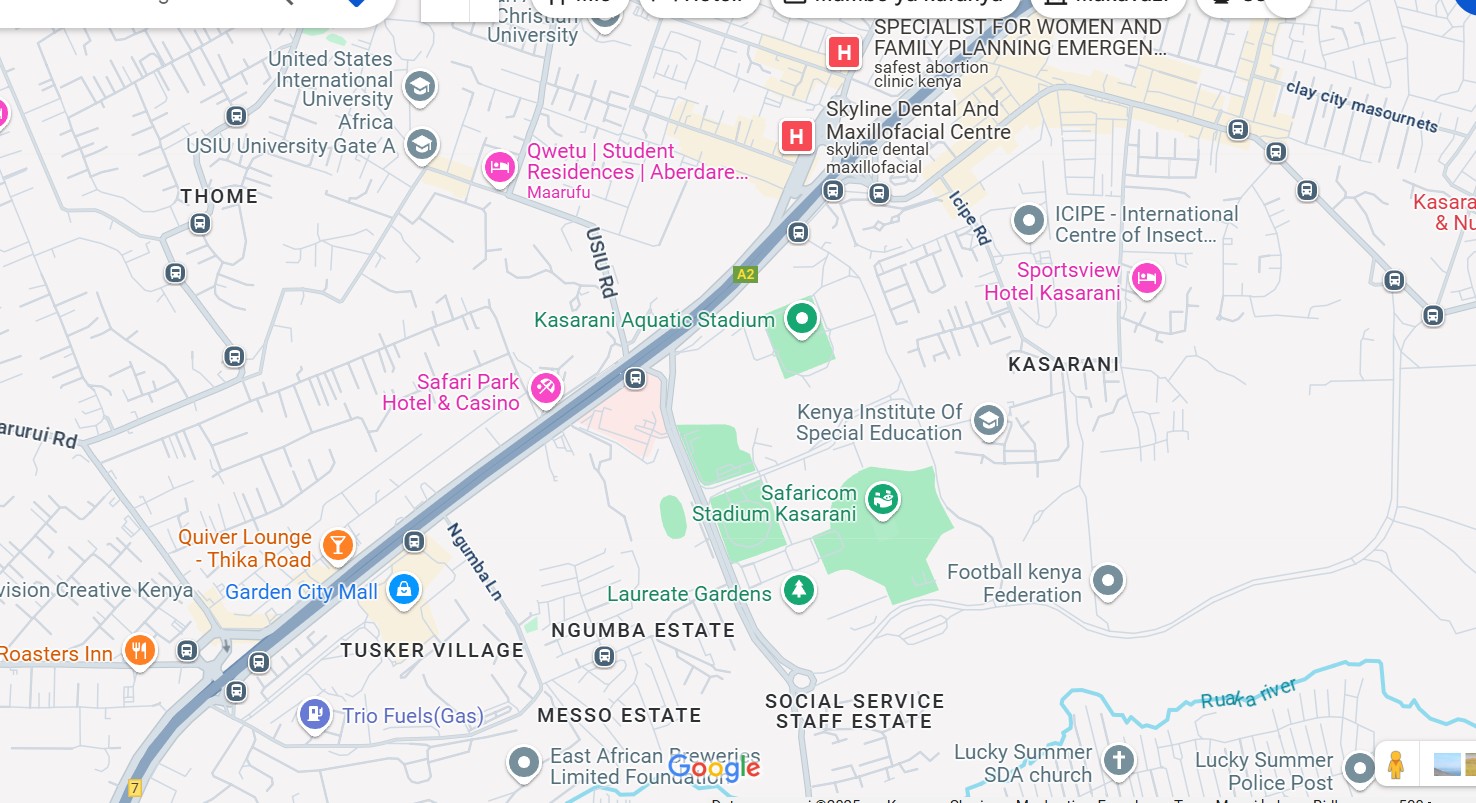 Christian
University
SPECIALIST FOR WOMEN AND
FAMILY PLANNING EMERGEN...
safest abortion
clinic kenya
United States
International
University
Africa
USIU University Gate A
clay city masournets
Skyline Dental And
Maxillofacial Centre
skyline dental
maxillofacial
Qwetu | Student
Residences | Aberdare...
Maarufu
THOME
Icipe Rd
ICIPE - International
Centre of Insect...
Kasara
& Nu
USIU Rd
A2
Sportsview
Hotel Kasarani
Kasarani Aquatic Stadium
KASARANI
Safari Park
Hotel & Casino
Kenya Institute Of
Special Education
arurui Rd
Safaricom
Stadium Kasarani
Quiver Lounge
- Thika Road
Ngumba Ln
vision Creative Kenya
Garden City Mall
Laureate Gardens
Football kenya
Federation
NGUMBA ESTATE
Roasters Inn
TUSKER VILLAGE
Ruaka river
SOCIAL SERVICE
STAFF ESTATE
Trio Fuels(Gas)
MESSO ESTATE
East African Breweries
Limited Foundation
Google
Lucky Summer
SDA church
Lucky Summer
Police Post
7